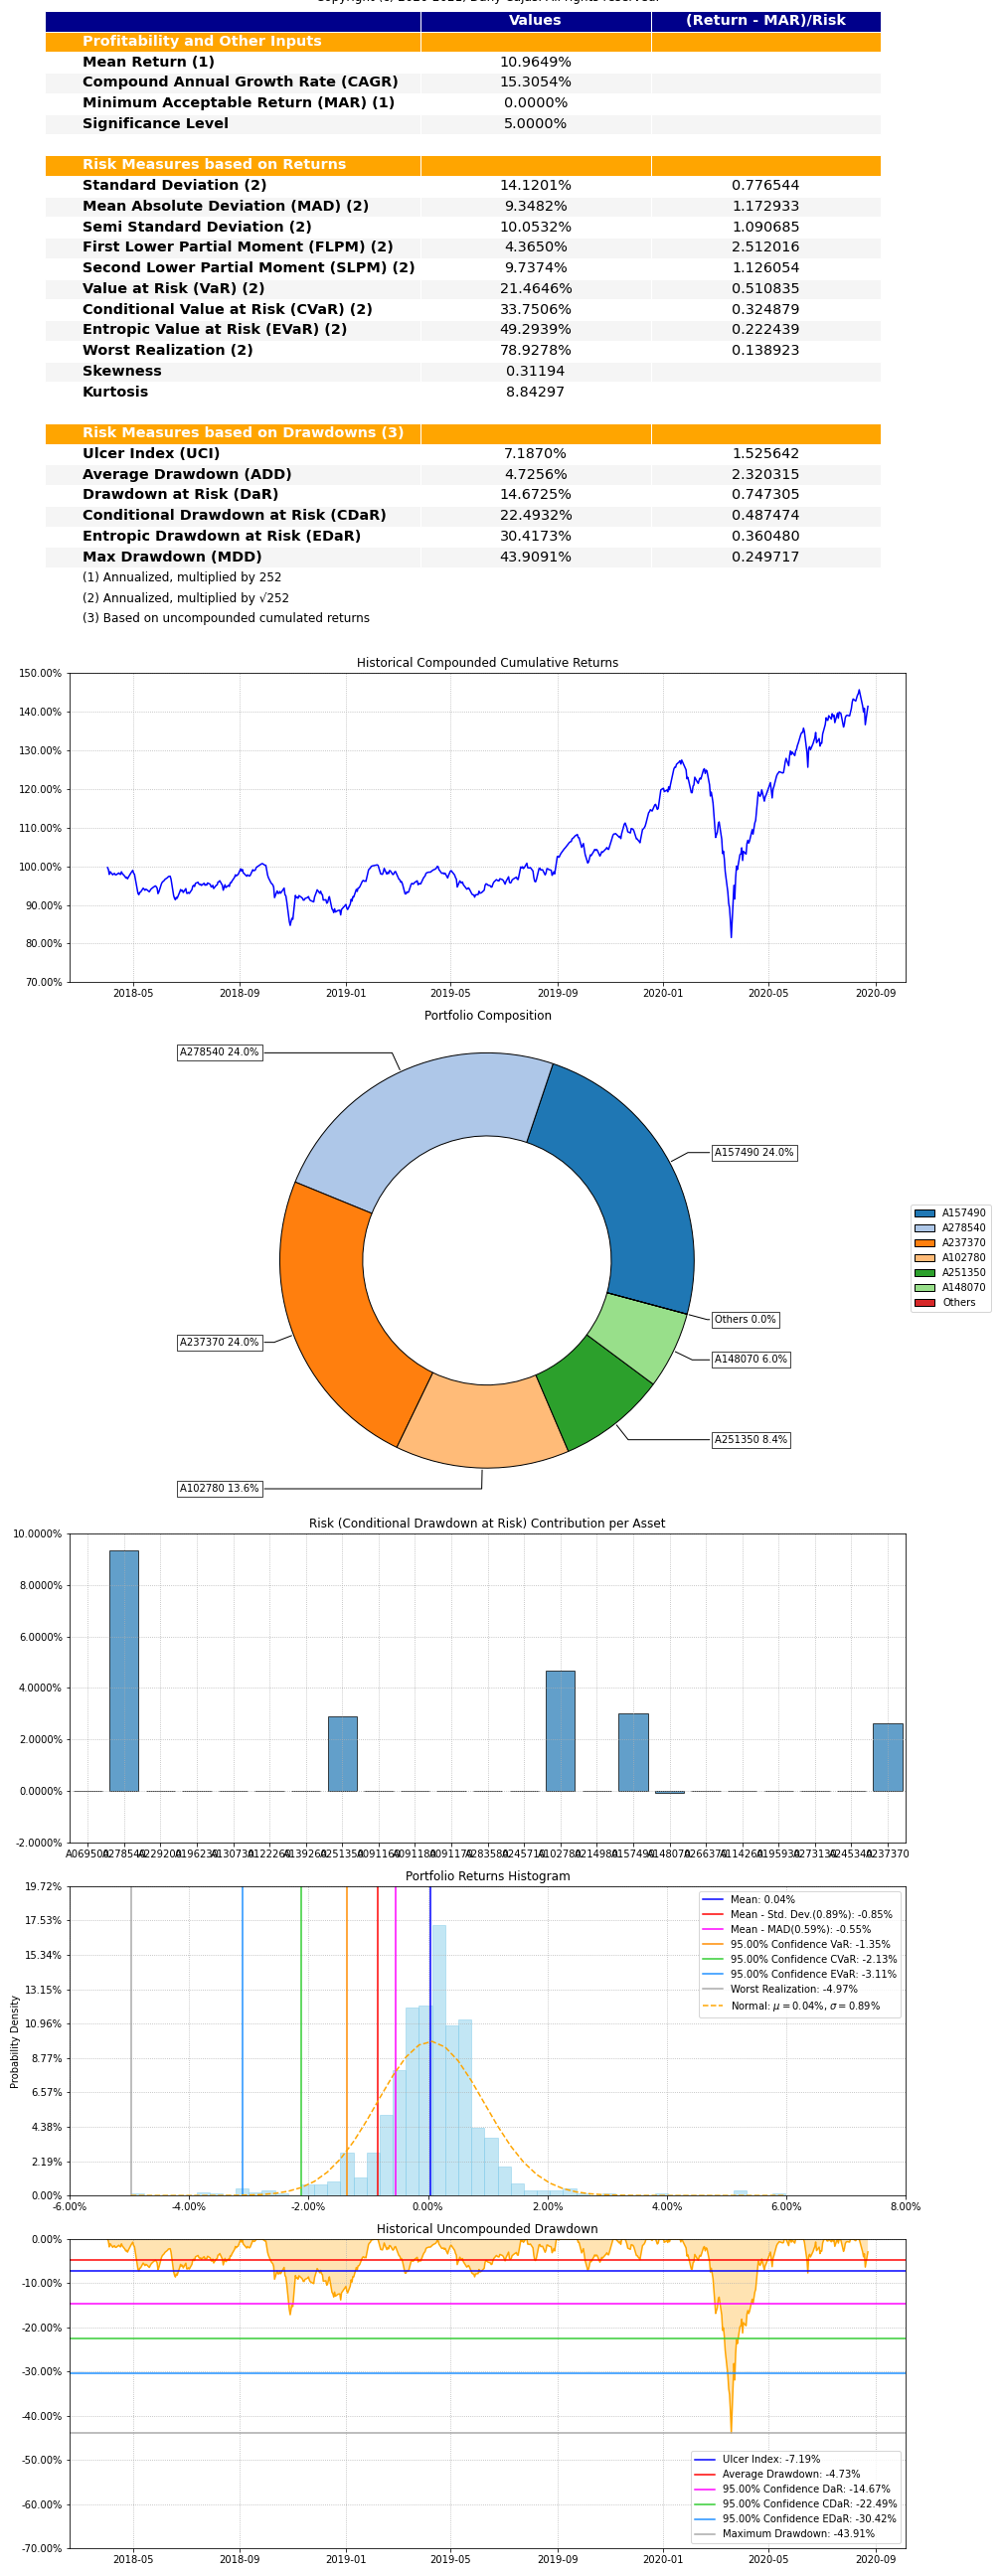 Values (Return - MAR)/Risk
Profitability and Other Inputs
Mean Return (1) 10.9649%
Compound Annual Growth Rate (CAGR) 15.3054%
Minimum Acceptable Return (MAR) (1) 0.0000%
Significance Level 5.0000%
Risk Measures based on Returns
Standard Deviation (2) 14.1201% 0.776544
Mean Absolute Deviation (MAD) (2) 9.3482% 1.172933
Semi Standard Deviation (2) 10.0532% 1.090685
First Lower Partial Moment (FLPM) (2) 4.3650% 2.512016
Second Lower Partial Moment (SLPM) (2) 9.7374% 1.126054
Value at Risk (VaR) (2) 21.4646% 0.510835
Conditional Value at Risk (CVaR) (2) 33.7506% 0.324879
Entropic Value at Risk (EVaR) (2) 49.2939% 0.222439
Worst Realization (2) 78.9278% 0.138923
Skewness 0.31194
Kurtosis 8.84297
Risk Measures based on Drawdowns (3)
Ulcer Index (UCI) 7.1870% 1.525642
Average Drawdown (ADD) 4.7256% 2.320315
Drawdown at Risk (DaR) 14.6725% 0.747305
Conditional Drawdown at Risk (CDaR) 22.4932% 0.487474
Entropic Drawdown at Risk (EDaR) 30.4173% 0.360480
Max Drawdown (MDD) 43.9091% 0.249717
(1) Annualized, multiplied by 252
(2) Annualized, multiplied by √252
(3) Based on uncompounded cumulated returns
Historical Compounded Cumulative Returns
150.00%
140.00%
130.00%
120.00%
110.00%
100.00%
90.00%
80.00%
70.00%
2018-05 2018-09 2019-01 2019-05 2019-09 2020-01 2020-05 2020-09
Portfolio Composition
A278540 24.0%
A157490 24.0%
A237370 24.0%
Others 0.0%
A148070 6.0%
A251350 8.4%
A102780 13.6%
A157490
A278540
A237370
A102780
A251350
A148070
Others
Risk (Conditional Drawdown at Risk) Contribution per Asset
10.0000%
8.0000%
6.0000%
4.0000%
2.0000%
0.0000%
-2.0000%
Portfolio Returns Histogram
Probability Density
19.72%
17.53%
15.34%
13.15%
10.96%
8.77%
6.57%
4.38%
2.19%
0.00%
-6.00% -4.00% -2.00% 0.00% 2.00% 4.00% 6.00% 8.00%
Mean: 0.04%
Mean - Std. Dev.(0.89%): -0.85%
Mean - MAD(0.59%): -0.55%
95.00% Confidence VaR: -1.35%
95.00% Confidence CVaR: -2.13%
95.00% Confidence EVaR: -3.11%
Worst Realization: -4.97%
Normal: μ = 0.04%, σ = 0.89%
Historical Uncompounded Drawdown
0.00%
-10.00%
-20.00%
-30.00%
-40.00%
-50.00%
-60.00%
-70.00%
2018-05 2018-09 2019-01 2019-05 2019-09 2020-01 2020-05 2020-09
Ulcer Index: -7.19%
Average Drawdown: -4.73%
95.00% Confidence DaR: -14.67%
95.00% Confidence CDaR: -22.49%
95.00% Confidence EDaR: -30.42%
Maximum Drawdown: -43.91%